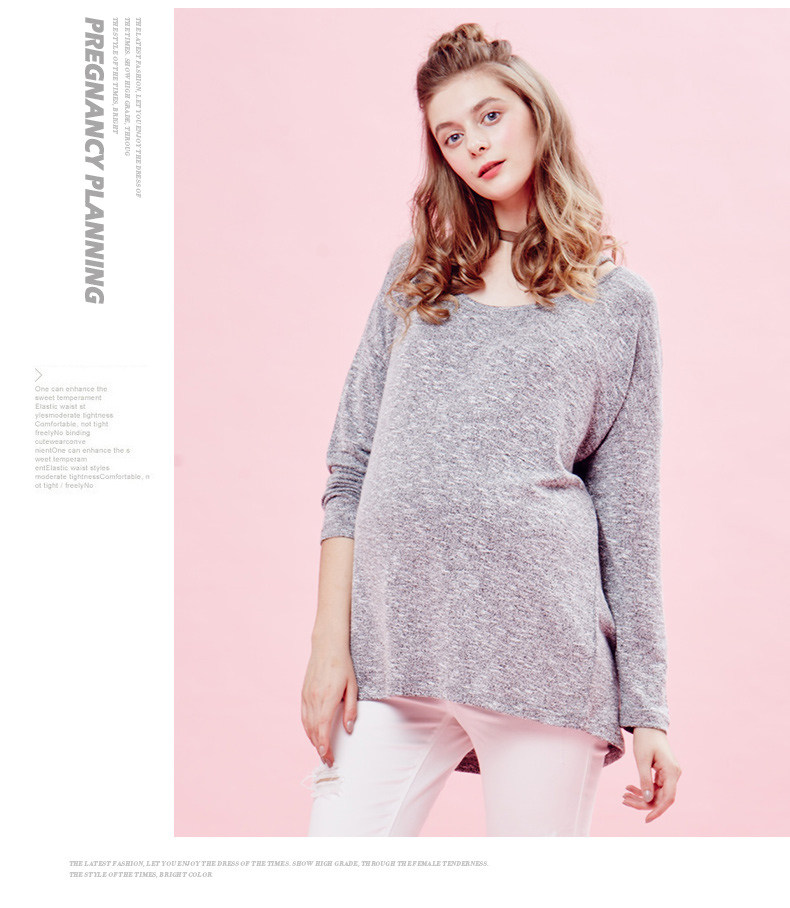 THE LATEST FASHION, LET YOU ENJOY THE DRESS OF
THE TIMES. SHOW HIGH GRADE, THROUG
THE STYLE OF THE TIMES, BRIGHT
PREGNANCY PLANNING
One can enhance the
sweet temperament
Elastic waist st
ylesmoderate tightness
Comfortable, not tight
freelyNo binding
cutewearconve
nientOne can enhance the s
weet temperam
entElastic waist styles
moderate tightnessComfortable, n
ot tight / freelyNo
THE LATEST FASHION, LET YOU ENJOY THE DRESS OF THE TIMES. SHOW HIGH GRADE, THROUGH THE FEMALE TENDERNESS.
THE STYLE OF THE TIMES, BRIGHT COLOR